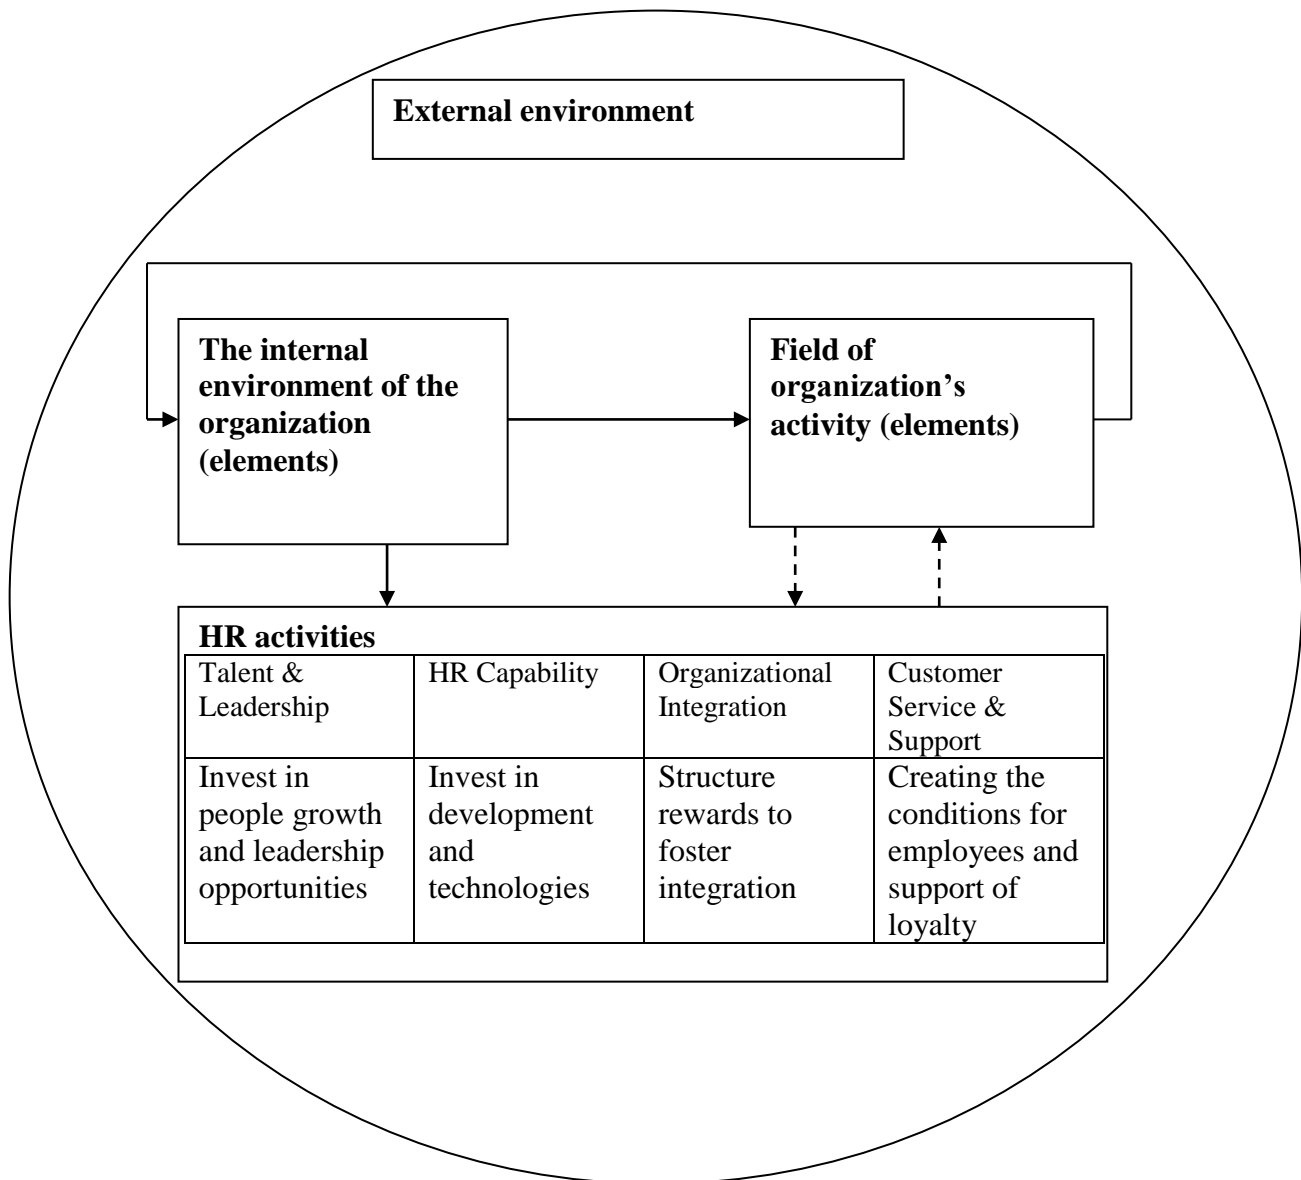 External environment
The internal
environment of the
organization
(elements)
Field of
organization’s
activity (elements)
HR activities
Talent &
Leadership
HR Capability
Organizational
Integration
Customer
Service &
Support
Invest in
people growth
and leadership
opportunities
Invest in
development
and
technologies
Structure
rewards to
foster
integration
Creating the
conditions for
employees and
support of
loyalty